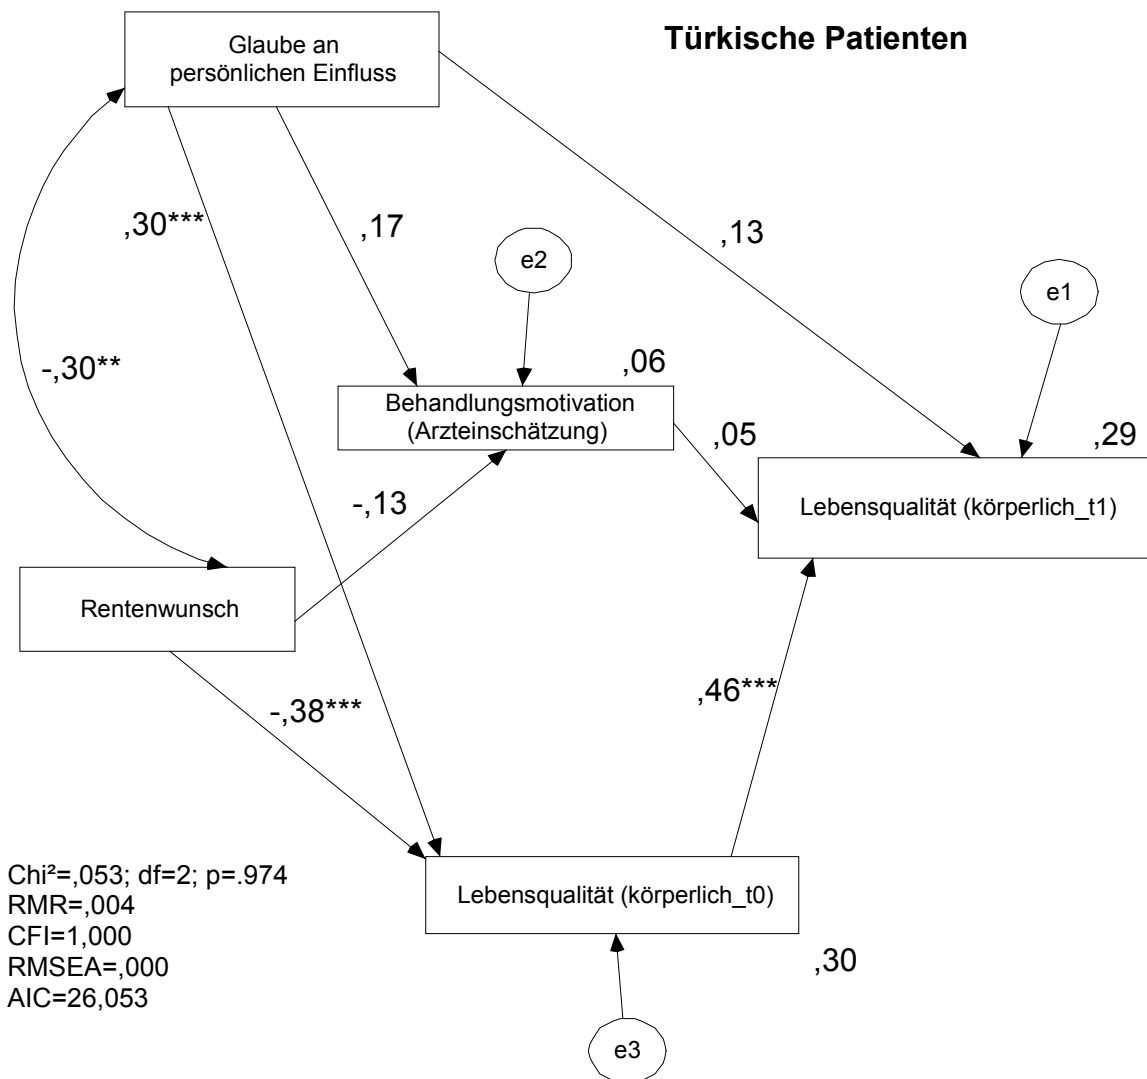 Türkische Patienten
Glaube an
persönlichen Einfluss
,30***
,17
,13
e2
e1
-,30**
,06
Behandlungsmotivation
(Arzteinschätzung)
,05
,29
Lebensqualität (körperlich_t1)
-,13
Rentenwunsch
-,38***
,46***
Chi²=,053; df=2; p=.974
RMR=,004
CFI=1,000
RMSEA=,000
AIC=26,053
Lebensqualität (körperlich_t0)
,30
e3